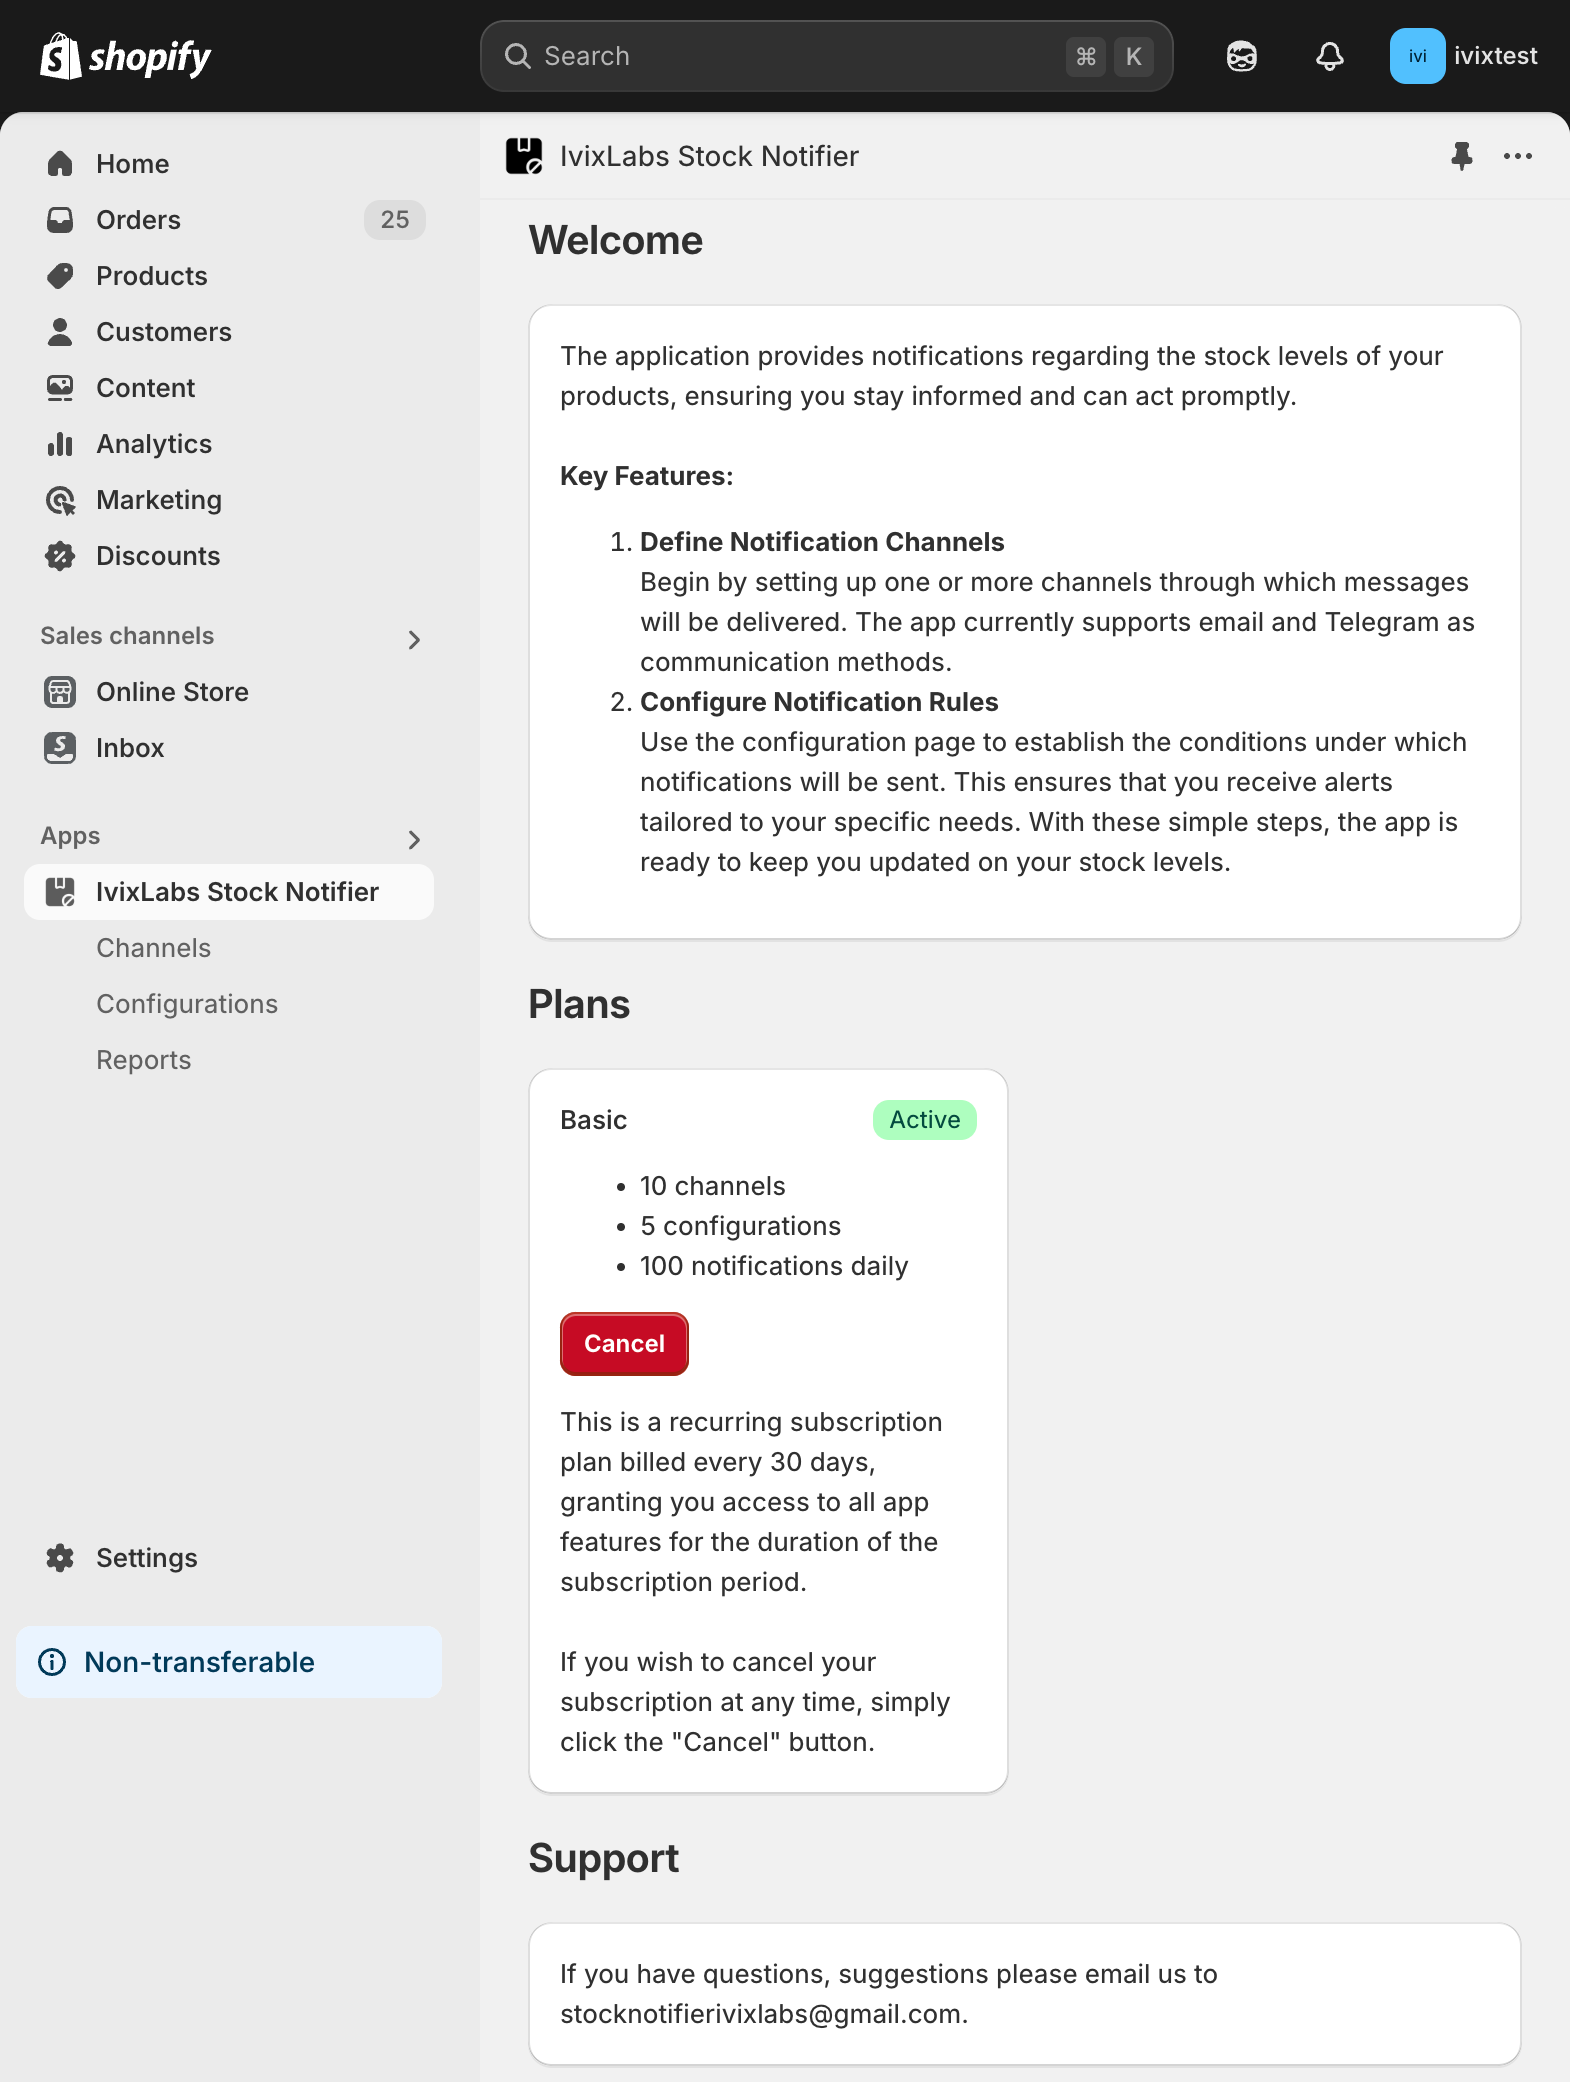 shopify
Search
⌘ K
ivi
ivixtest
Home
Orders
25
Products
Customers
Content
Analytics
Marketing
Discounts
Sales channels
Online Store
Inbox
Apps
IvixLabs Stock Notifier
Channels
Configurations
Reports
Settings
Non-transferable
IvixLabs Stock Notifier
Welcome
The application provides notifications regarding the stock levels of your
products, ensuring you stay informed and can act promptly.
Key Features:
1. Define Notification Channels
Begin by setting up one or more channels through which messages
will be delivered. The app currently supports email and Telegram as
communication methods.
2. Configure Notification Rules
Use the configuration page to establish the conditions under which
notifications will be sent. This ensures that you receive alerts
tailored to your specific needs. With these simple steps, the app is
ready to keep you updated on your stock levels.
Plans
Basic
Active
• 10 channels
• 5 configurations
• 100 notifications daily
Cancel
This is a recurring subscription
plan billed every 30 days,
granting you access to all app
features for the duration of the
subscription period.
If you wish to cancel your
subscription at any time, simply
click the "Cancel" button.
Support
If you have questions, suggestions please email us to
stocknotifierivixlabs@gmail.com.